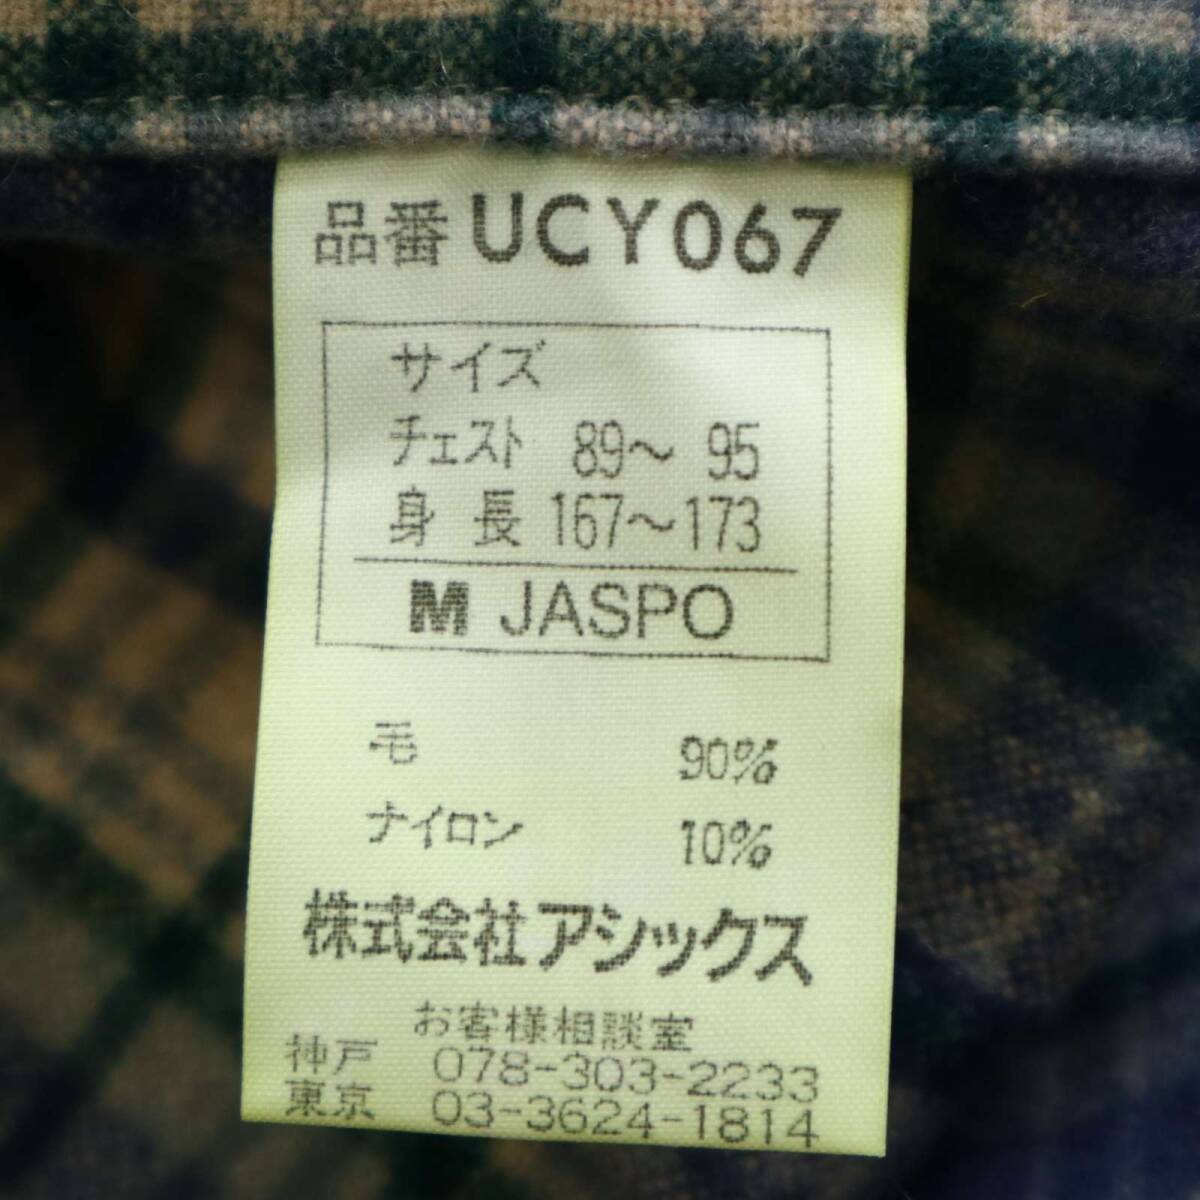 品番 UCY067
サイズ
チェスト 89〜 95
身 長 167〜173
M JASPO
毛 90%
ナイロン 10%
株式会社アシックス
お客様相談室
神戸 078-303-2233
東京 03-3624-1814